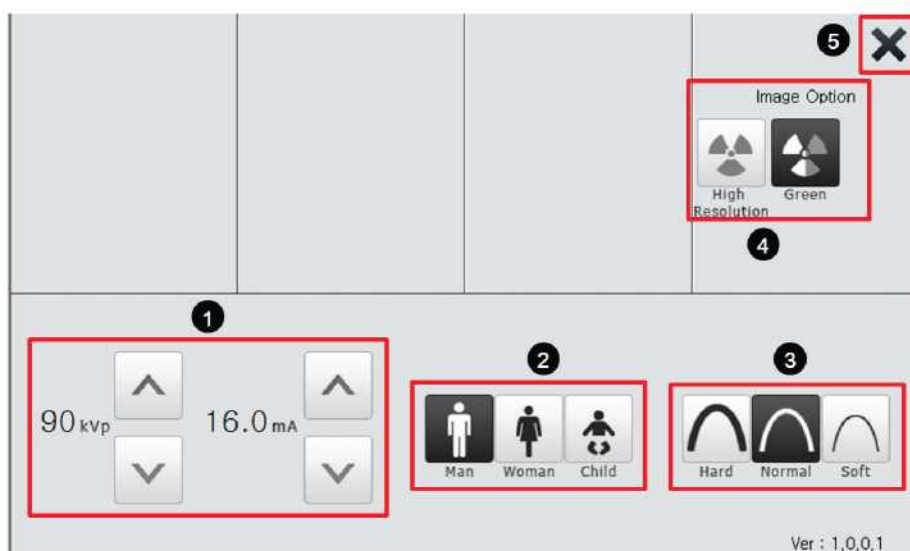 5
Image Option
High Resolution
Green
4
1
2
3
90 kVp
16.0 mA
Man
Woman
Child
Hard
Normal
Soft
Ver : 1,0,0,1